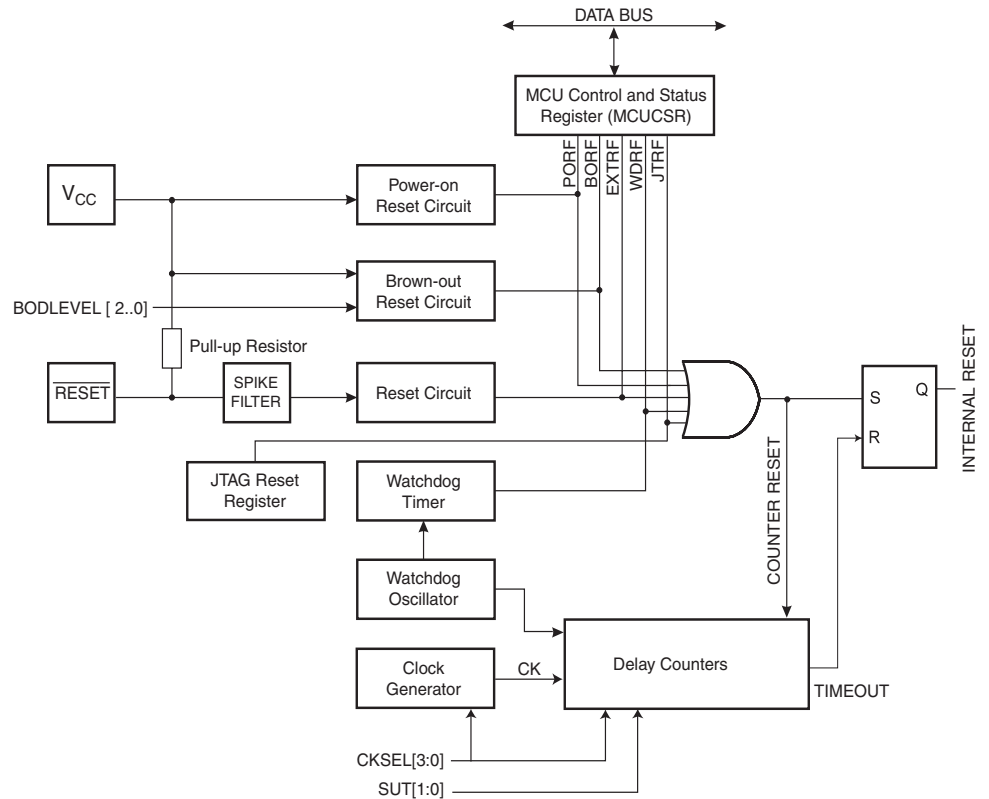 DATA BUS
MCU Control and Status
Register (MCUCSR)
PORF
BORF
EXTRF
WDRF
JTRF
VCC
Power-on
Reset Circuit
Brown-out
Reset Circuit
BODLEVEL [ 2..0]
Pull-up Resistor
RESET
SPIKE
FILTER
Reset Circuit
JTAG Reset
Register
Watchdog
Timer
Watchdog
Oscillator
Clock
Generator
CK
CKSEL[3:0]
SUT[1:0]
Delay Counters
COUNTER RESET
TIMEOUT
S
R
Q
INTERNAL RESET